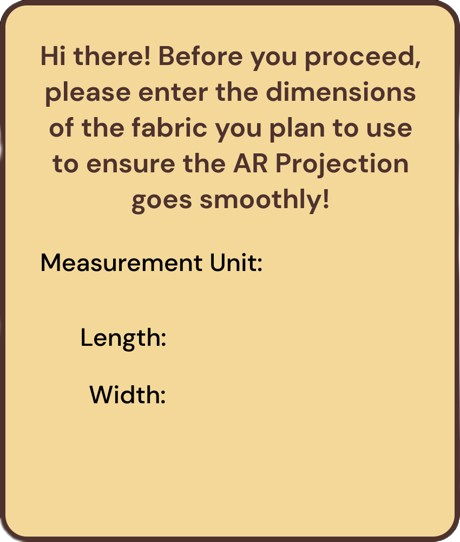 Hi there! Before you proceed,
please enter the dimensions
of the fabric you plan to use
to ensure the AR Projection
goes smoothly!
Measurement Unit:
Length:
Width: